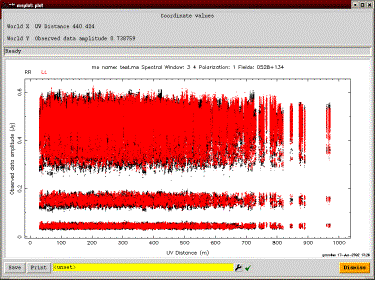 msplot: plot
Coordinate values
World X UV Distance 440.404
World Y Observed data amplitude 0.738759
Ready
ms name: test.ms Spectral Window: 3 4 Polarization: 1 Fields: 0528+134
RR LL
0.6
0.4
0.2
0
Observed data amplitude (Jy)
0 100 200 300 400 500 600 700 800 900 1000
UV Distance (m)
Save Print <unset> Dismiss